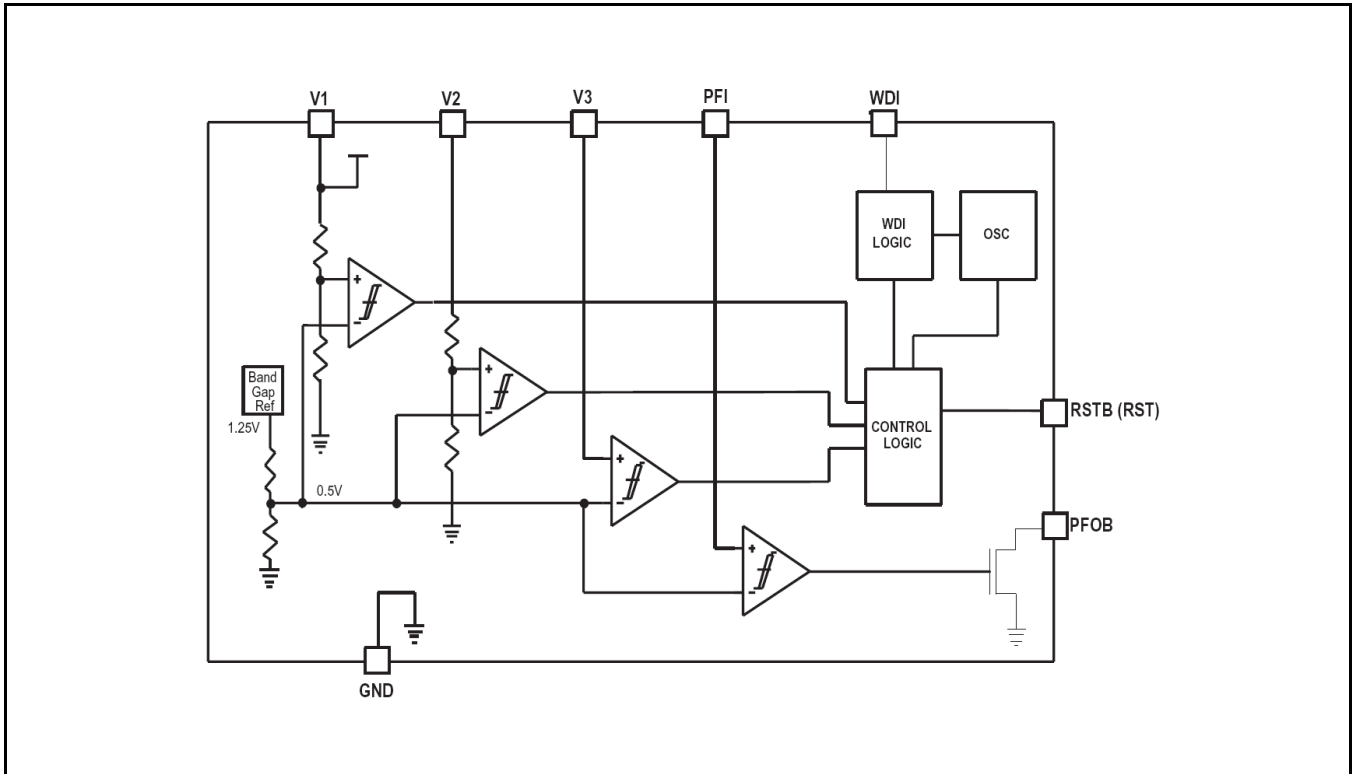 V1
V2
V3
PFI
WDI
WDI
LOGIC
OSC
+
-
Band
Gap
Ref
1.25V
+
-
CONTROL
LOGIC
RSTB (RST)
+
-
0.5V
PFOB
+
-
GND